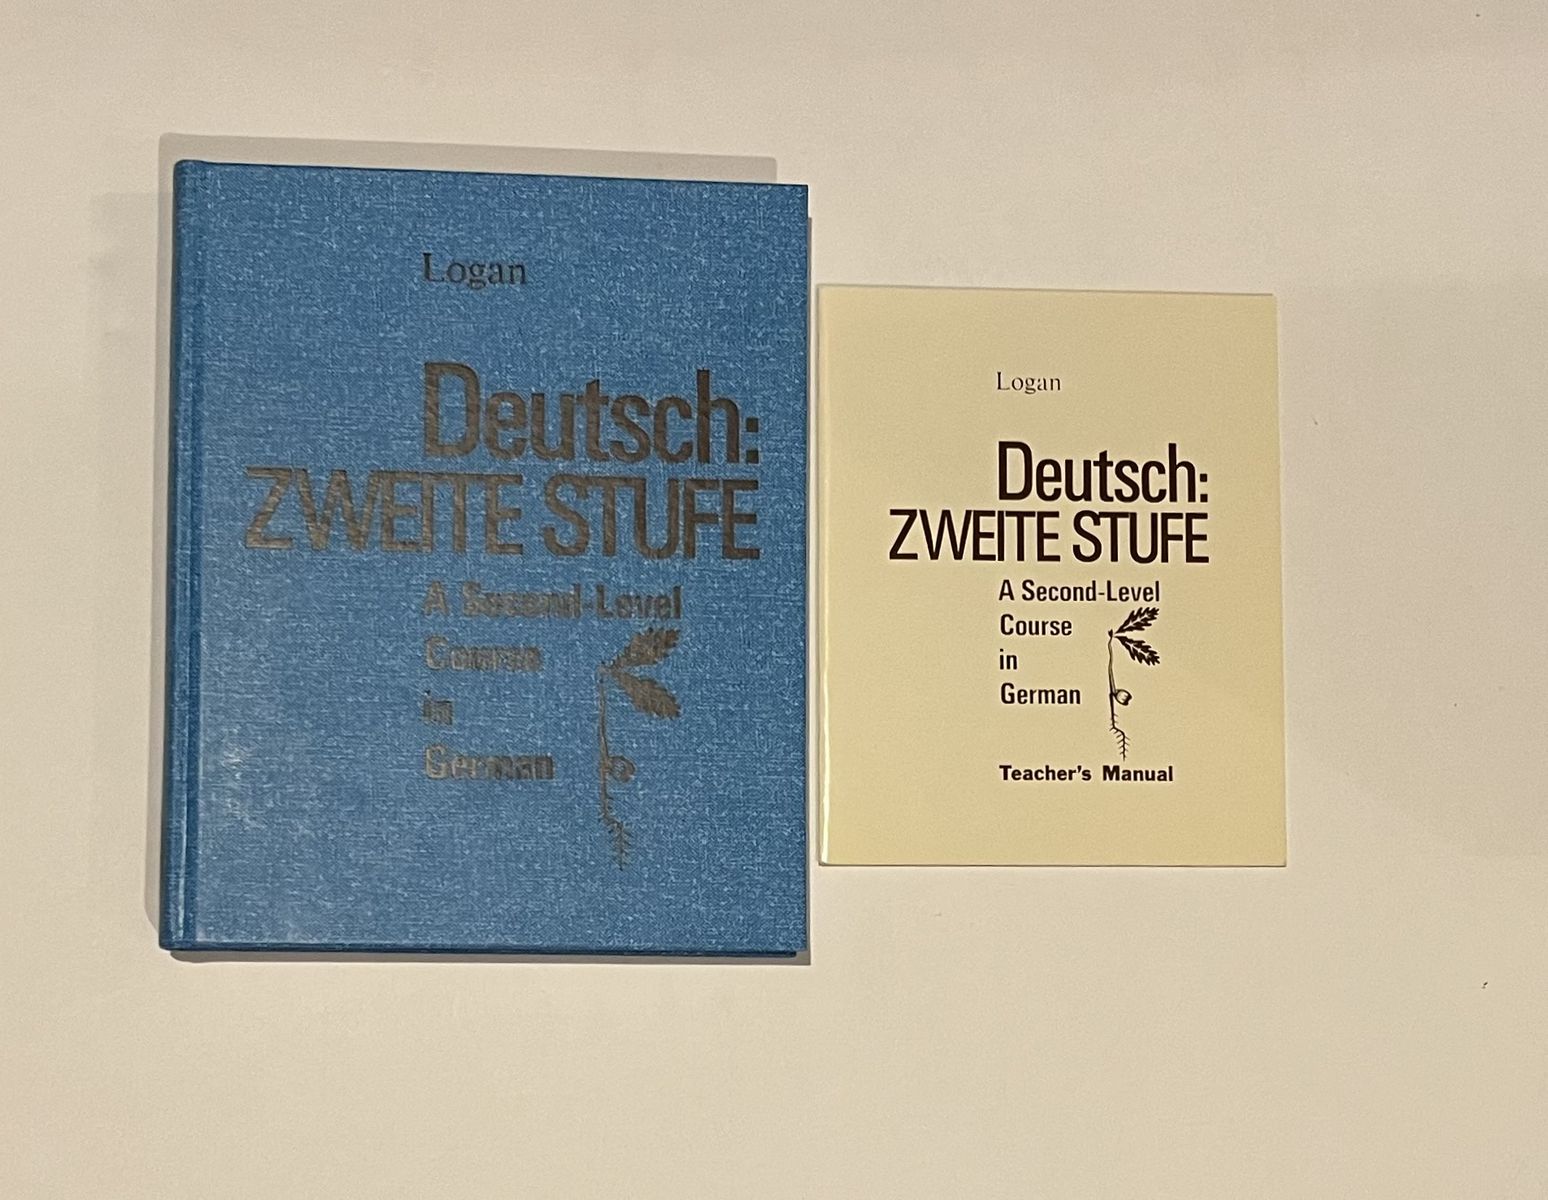 Logan
Deutsch:
ZWEITE STUFE
A Second-Level
Course
in
German
Logan
Deutsch:
ZWEITE STUFE
A Second-Level
Course
in
German
Teacher's Manual